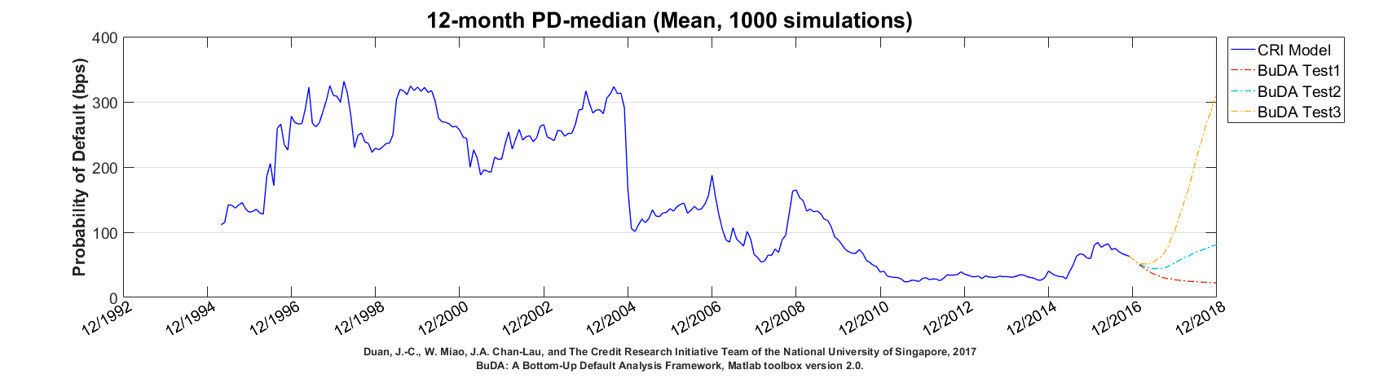 12-month PD-median (Mean, 1000 simulations)
Probability of Default (bps)
400
300
200
100
0
12/1992
12/1994
12/1996
12/1998
12/2000
12/2002
12/2004
12/2006
12/2008
12/2010
12/2012
12/2014
12/2016
12/2018
CRI Model
BuDA Test1
BuDA Test2
BuDA Test3
Duan, J.-C., W. Miao, J.A. Chan-Lau, and The Credit Research Initiative Team of the National University of Singapore, 2017
BuDA: A Bottom-Up Default Analysis Framework, Matlab toolbox version 2.0.